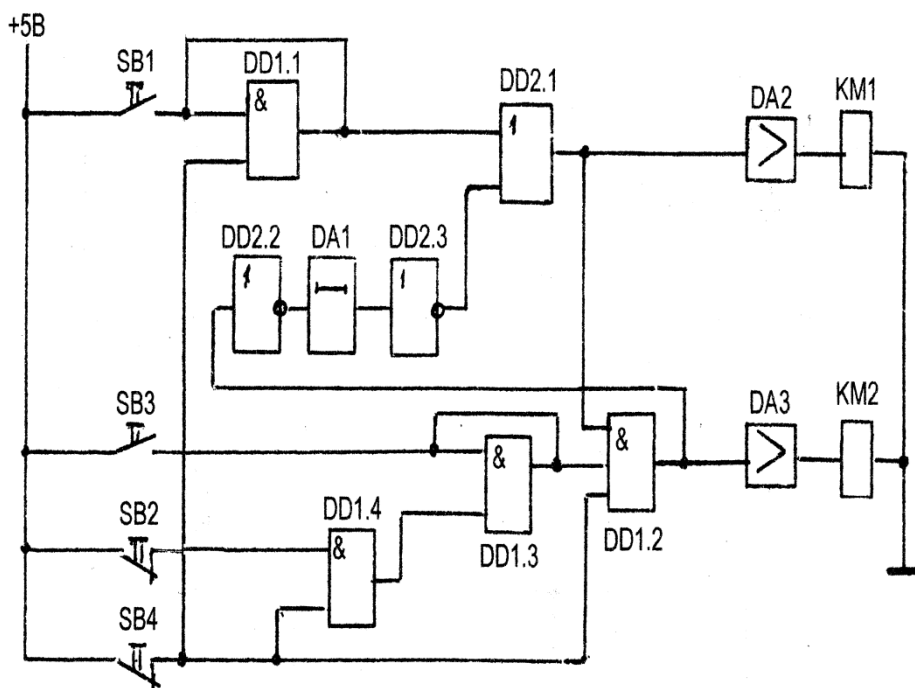 +5В
SB1
DD1.1
&
DD2.1
1
DA2
>
KM1
DD2.2
1
DA1
DD2.3
1
SB3
&
&
DA3
>
KM2
SB2
DD1.4
&
DD1.3
DD1.2
SB4